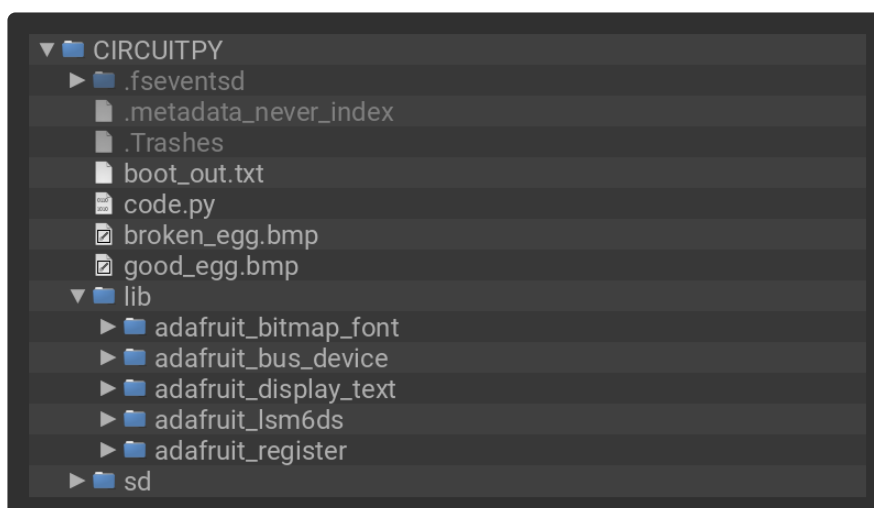 CIRCUITPY
.fseventsd
.metadata_never_index
.Trashes
boot_out.txt
code.py
broken_egg.bmp
good_egg.bmp
lib
adafruit_bitmap_font
adafruit_bus_device
adafruit_display_text
adafruit_lsm6ds
adafruit_register
sd